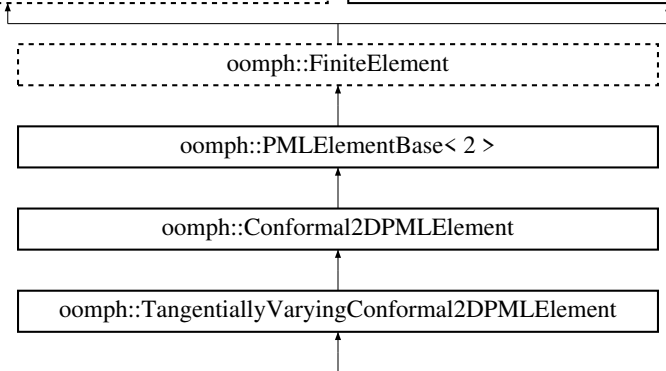 oomph::FiniteElement
oomph::PMLElementBase< 2 >
oomph::Conformal2DPMLElement
oomph::TangentiallyVaryingConformal2DPMLElement